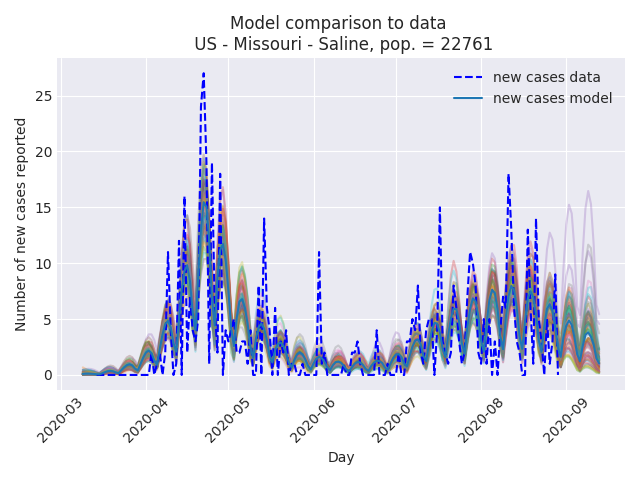 Model comparison to data
US - Missouri - Saline, pop. = 22761
new cases data
new cases model
Number of new cases reported
25
20
15
10
5
0
2020-03
2020-04
2020-05
2020-06
2020-07
2020-08
2020-09
Day